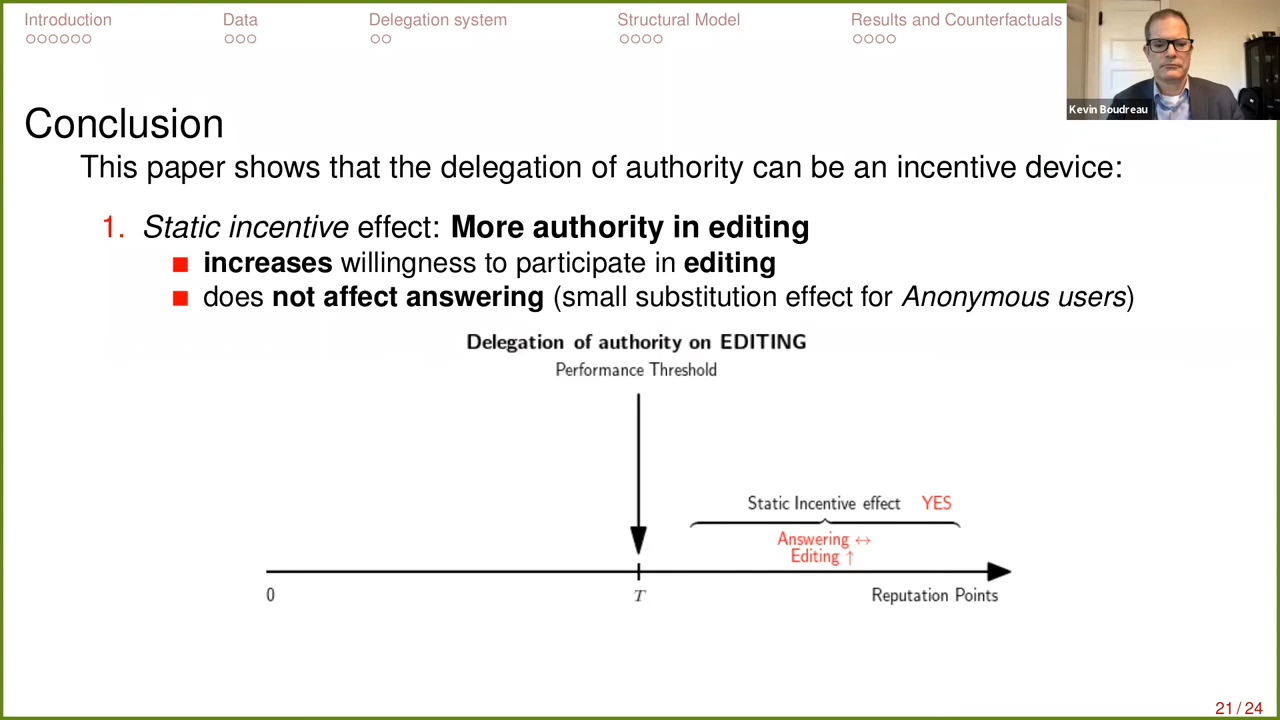 Introduction Data Delegation system Structural Model Results and Counterfactuals
Kevin Boudreau
Conclusion
This paper shows that the delegation of authority can be an incentive device:
1. Static incentive effect: More authority in editing
increases willingness to participate in editing
does not affect answering (small substitution effect for Anonymous users)
Delegation of authority on EDITING
Performance Threshold
Static Incentive effect YES
Answering ↔
Editing ↑
0 T Reputation Points
21 / 24